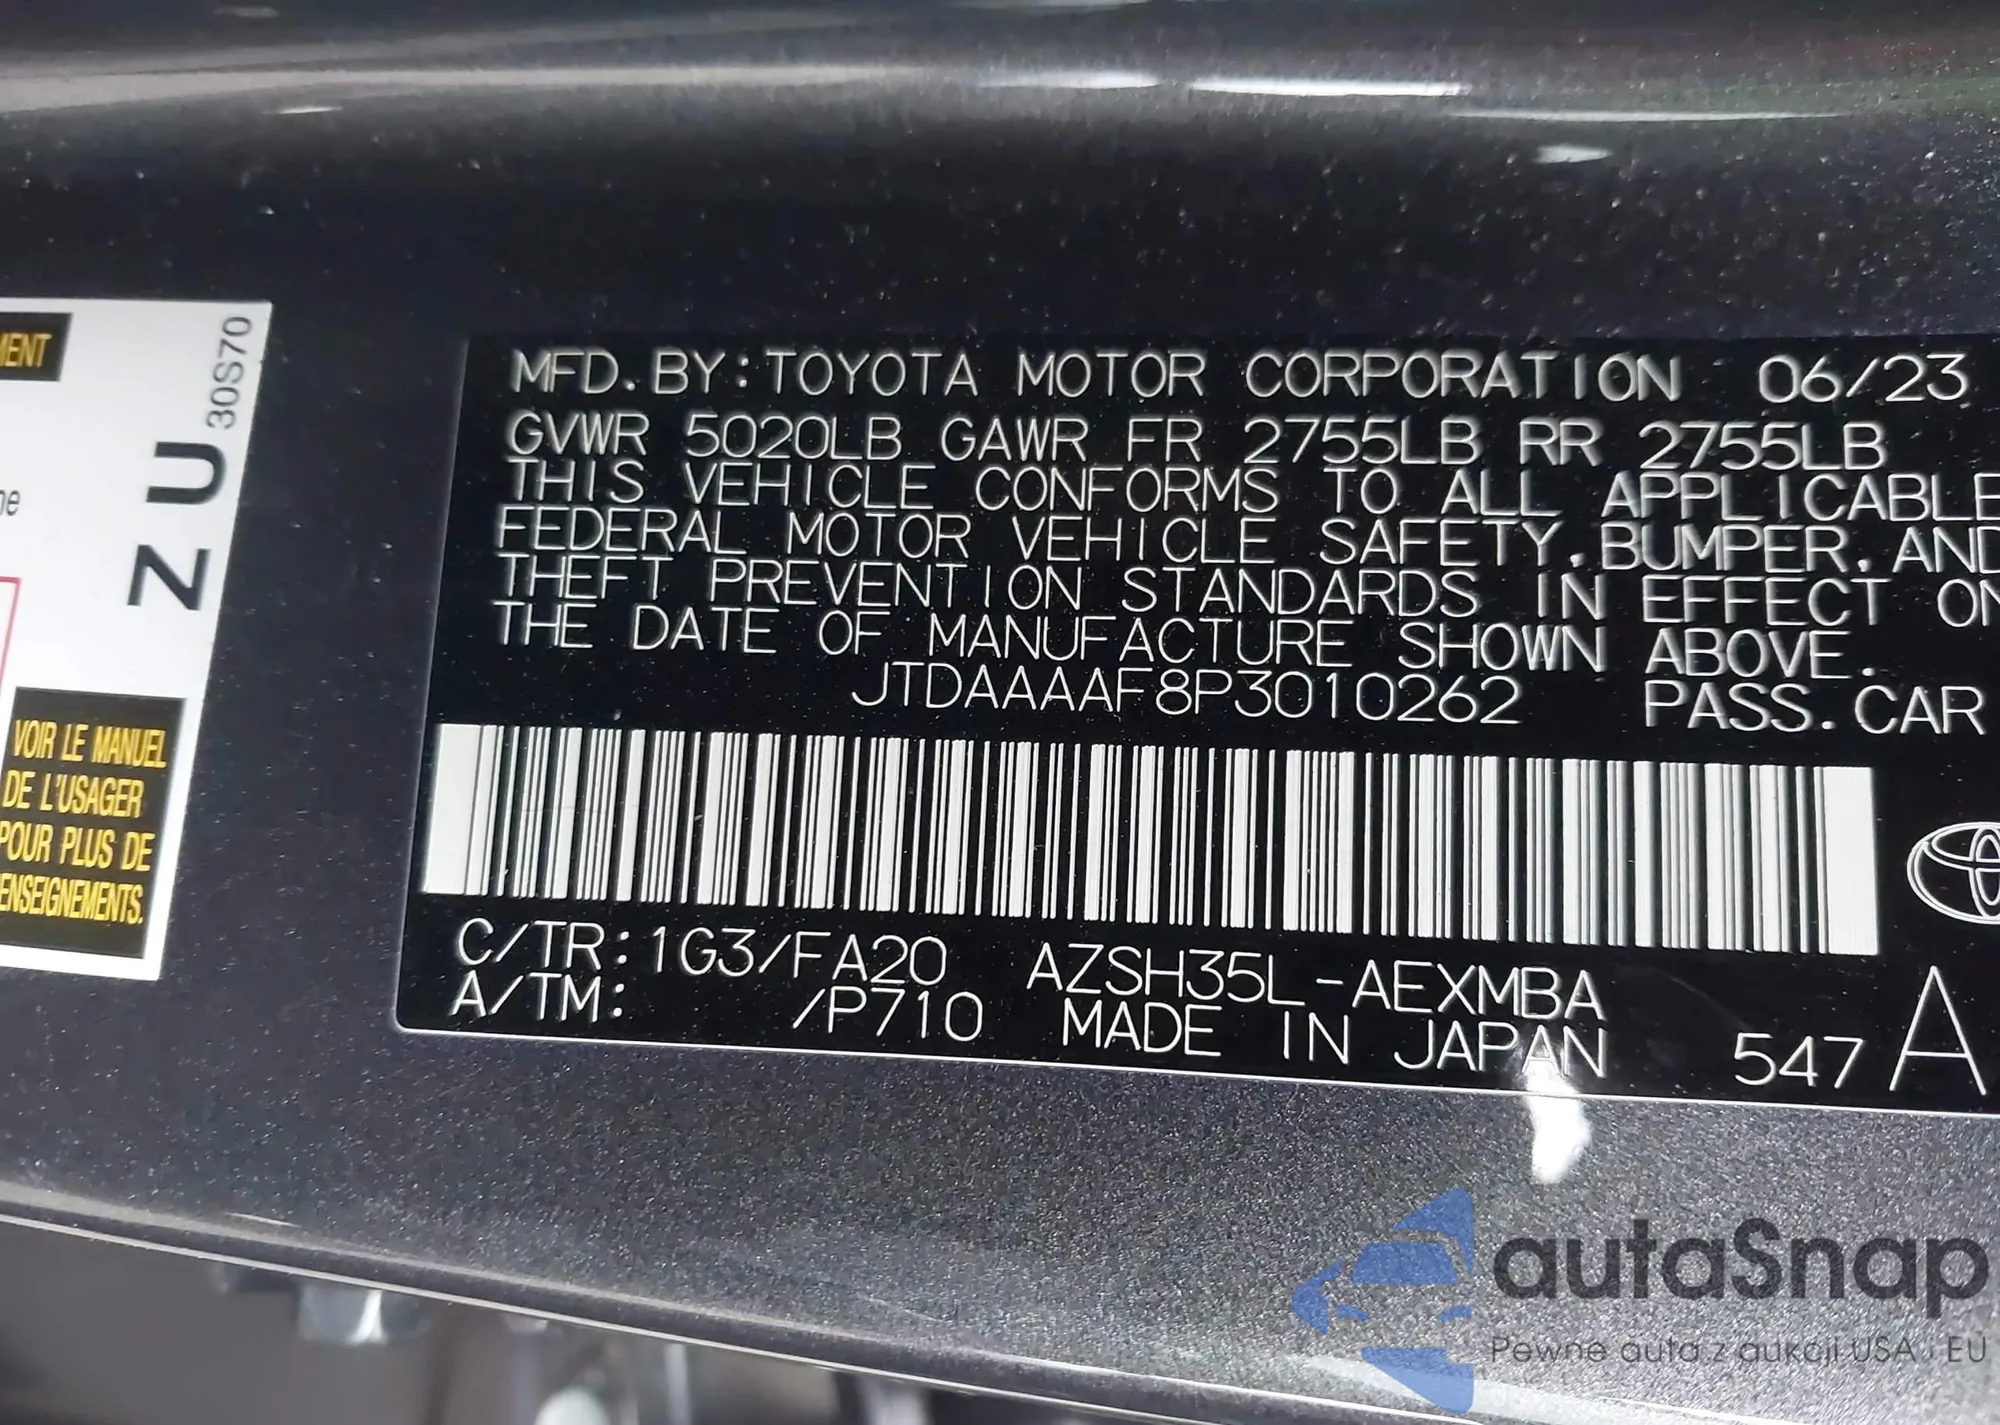 MENT
ne
Z U 30S70
VOIR LE MANUEL
DE L'USAGER
POUR PLUS DE
ENSEIGNEMENTS.
MFD. BY: TOYOTA MOTOR CORPORATION 06/23
GVWR 5020LB GAWR FR 2755LB RR 2755LB
THIS VEHICLE CONFORMS TO ALL APPLICABLE
FEDERAL MOTOR VEHICLE SAFETY, BUMPER, AND
THEFT PREVENTION STANDARDS IN EFFECT ON
THE DATE OF MANUFACTURE SHOWN ABOVE.
JTDAAAAF8P3010262 PASS. CAR
C/TR: 1G3/FA20 AZSH35L-AEXMBA
A/TM: /P710 MADE IN JAPAN 547 A
autaSnap
Pewne auta z aukcji USA i EU